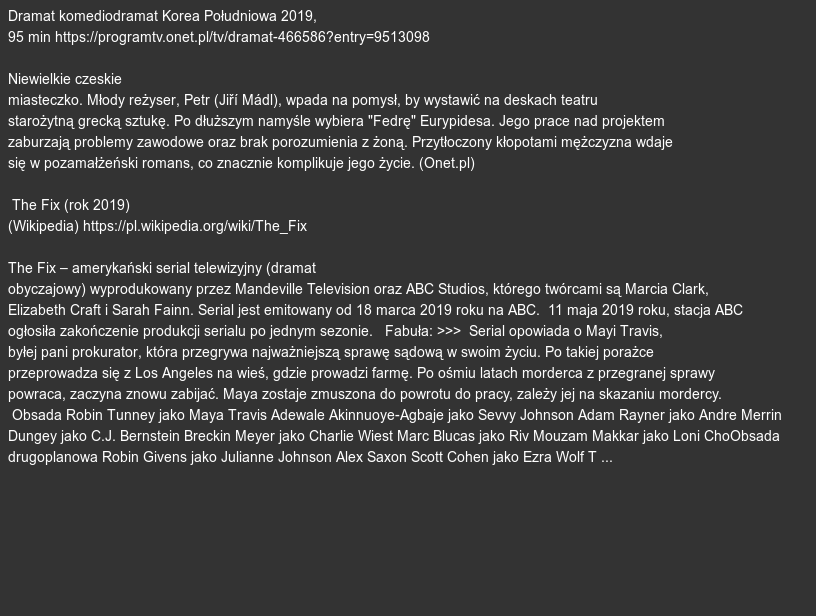 Dramat komediodramat Korea Południowa 2019,
95 min https://programtv.onet.pl/tv/dramat-466586?entry=9513098
Niewielkie czeskie
miasteczko. Młody reżyser, Petr (Jiří Mádl), wpada na pomysł, by wystawić na deskach teatru
starożytną grecką sztukę. Po dłuższym namyśle wybiera "Fedrę" Eurypidesa. Jego prace nad projektem
zaburzają problemy zawodowe oraz brak porozumienia z żoną. Przytłoczony kłopotami mężczyzna wdaje
się w pozamałżeński romans, co znacznie komplikuje jego życie. (Onet.pl)
The Fix (rok 2019)
(Wikipedia) https://pl.wikipedia.org/wiki/The_Fix
The Fix – amerykański serial telewizyjny (dramat
obyczajowy) wyprodukowany przez Mandeville Television oraz ABC Studios, którego twórcami są Marcia Clark,
Elizabeth Craft i Sarah Fainn. Serial jest emitowany od 18 marca 2019 roku na ABC.  11 maja 2019 roku, stacja ABC
ogłosiła zakończenie produkcji serialu po jednym sezonie.   Fabuła: >>>  Serial opowiada o Mayi Travis,
byłej pani prokurator, która przegrywa najważniejszą sprawę sądową w swoim życiu. Po takiej porażce
przeprowadza się z Los Angeles na wieś, gdzie prowadzi farmę. Po ośmiu latach morderca z przegranej sprawy
powraca, zaczyna znowu zabijać. Maya zostaje zmuszona do powrotu do pracy, zależy jej na skazaniu mordercy.
Obsada Robin Tunney jako Maya Travis Adewale Akinnuoye-Agbaje jako Sevvy Johnson Adam Rayner jako Andre Merrin
Dungey jako C.J. Bernstein Breckin Meyer jako Charlie Wiest Marc Blucas jako Riv Mouzam Makkar jako Loni ChoObsada
drugoplanowa Robin Givens jako Julianne Johnson Alex Saxon Scott Cohen jako Ezra Wolf T ...